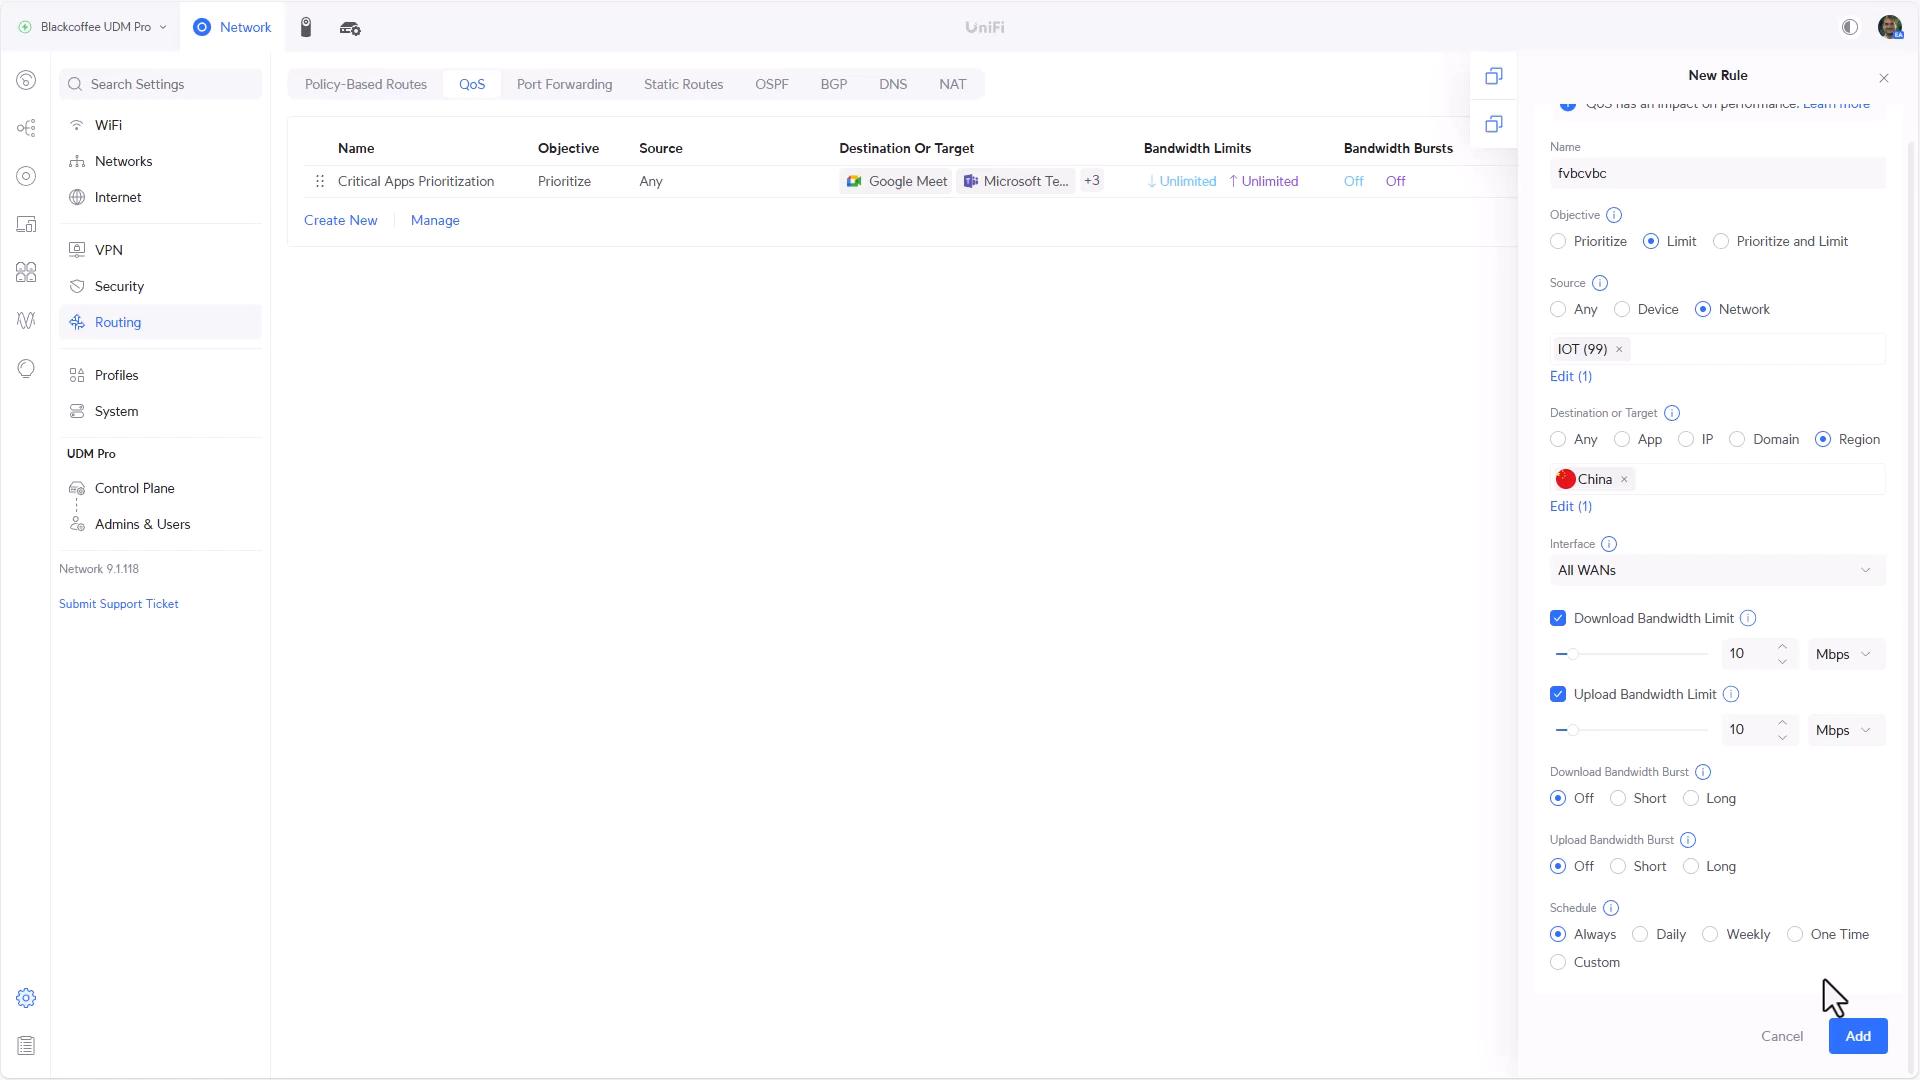 Blackcoffee UDM Pro
Network
UniFi
EA
Search Settings
WiFi
Networks
Internet
VPN
Security
Routing
Profiles
System
UDM Pro
Control Plane
Admins & Users
Network 9.1.118
Submit Support Ticket
Policy-Based Routes QoS Port Forwarding Static Routes OSPF BGP DNS NAT
Name Objective Source Destination Or Target Bandwidth Limits Bandwidth Bursts
Critical Apps Prioritization Prioritize Any Google Meet Microsoft Te... +3 ↓ Unlimited ↑ Unlimited Off Off
Create New Manage
New Rule
QoS has an impact on performance. Learn more
Name
fvbcvbc
Objective
Prioritize Limit Prioritize and Limit
Source
Any Device Network
IOT (99) ×
Edit (1)
Destination or Target
Any App IP Domain Region
China ×
Edit (1)
Interface
All WANs
Download Bandwidth Limit
10 Mbps
Upload Bandwidth Limit
10 Mbps
Download Bandwidth Burst
Off Short Long
Upload Bandwidth Burst
Off Short Long
Schedule
Always Daily Weekly One Time
Custom
Cancel Add